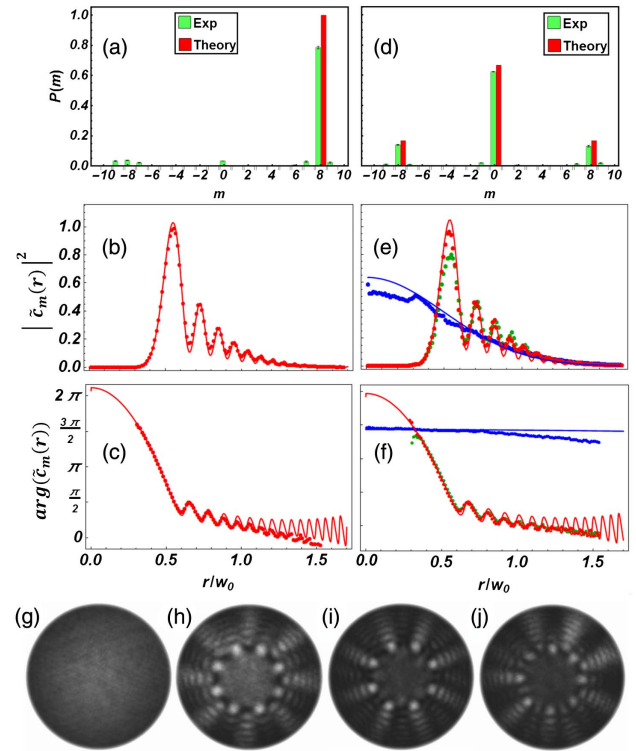 (a)
Exp
Theory
P(m)
1.0
0.8
0.6
0.4
0.2
0.0
−10 −8 −6 −4 −2 0 2 4 6 8 10
m
(d)
Exp
Theory
−10 −8 −6 −4 −2 0 2 4 6 8 10
m
(b)
|c̃ₘ(r)|²
1.0
0.8
0.6
0.4
0.2
0.0
(e)
(c)
arg(c̃ₘ(r))
2 π
3 π/2
π
π/2
0
0.0 0.5 1.0 1.5
r/w₀
(f)
0.0 0.5 1.0 1.5
r/w₀
(g) (h) (i) (j)